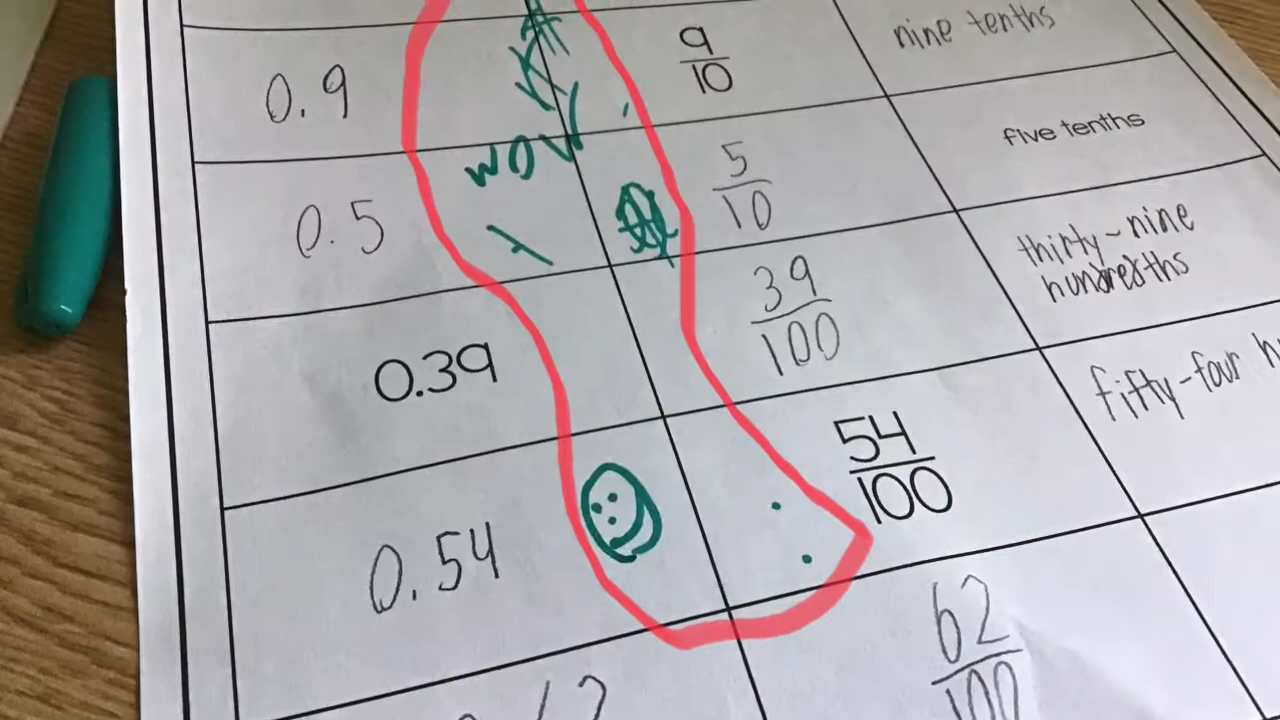 0.9
9
10
nine tenths
wov
0.5
5
10
five tenths
0.39
39
100
thirty-nine
hundredths
0.54
54
100
fifty-four
62
100